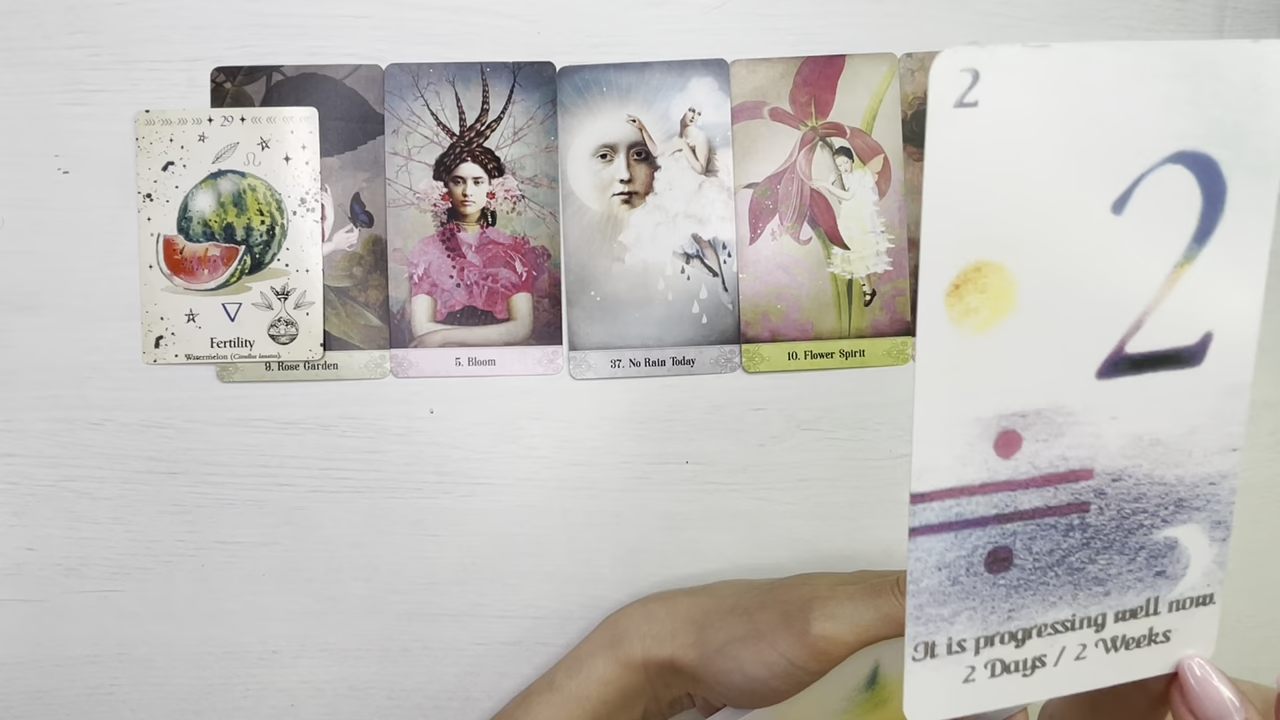 29
Fertility
Watermelon (Citrullus lanatus)
9. Rose Garden
5. Bloom
37. No Rain Today
10. Flower Spirit
2
2
It is progressing well now.
2 Days / 2 Weeks